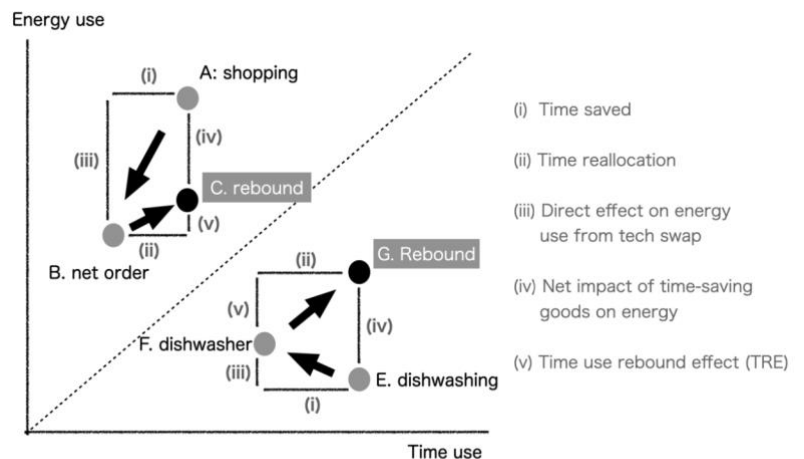 Energy use
(i)
A: shopping
(iv)
(iii)
C. rebound
(v)
(ii)
B. net order
(ii)
G. Rebound
(v)
(iv)
F. dishwasher
(iii)
E. dishwashing
(i)
Time use
(i) Time saved
(ii) Time reallocation
(iii) Direct effect on energy
use from tech swap
(iv) Net impact of time-saving
goods on energy
(v) Time use rebound effect (TRE)